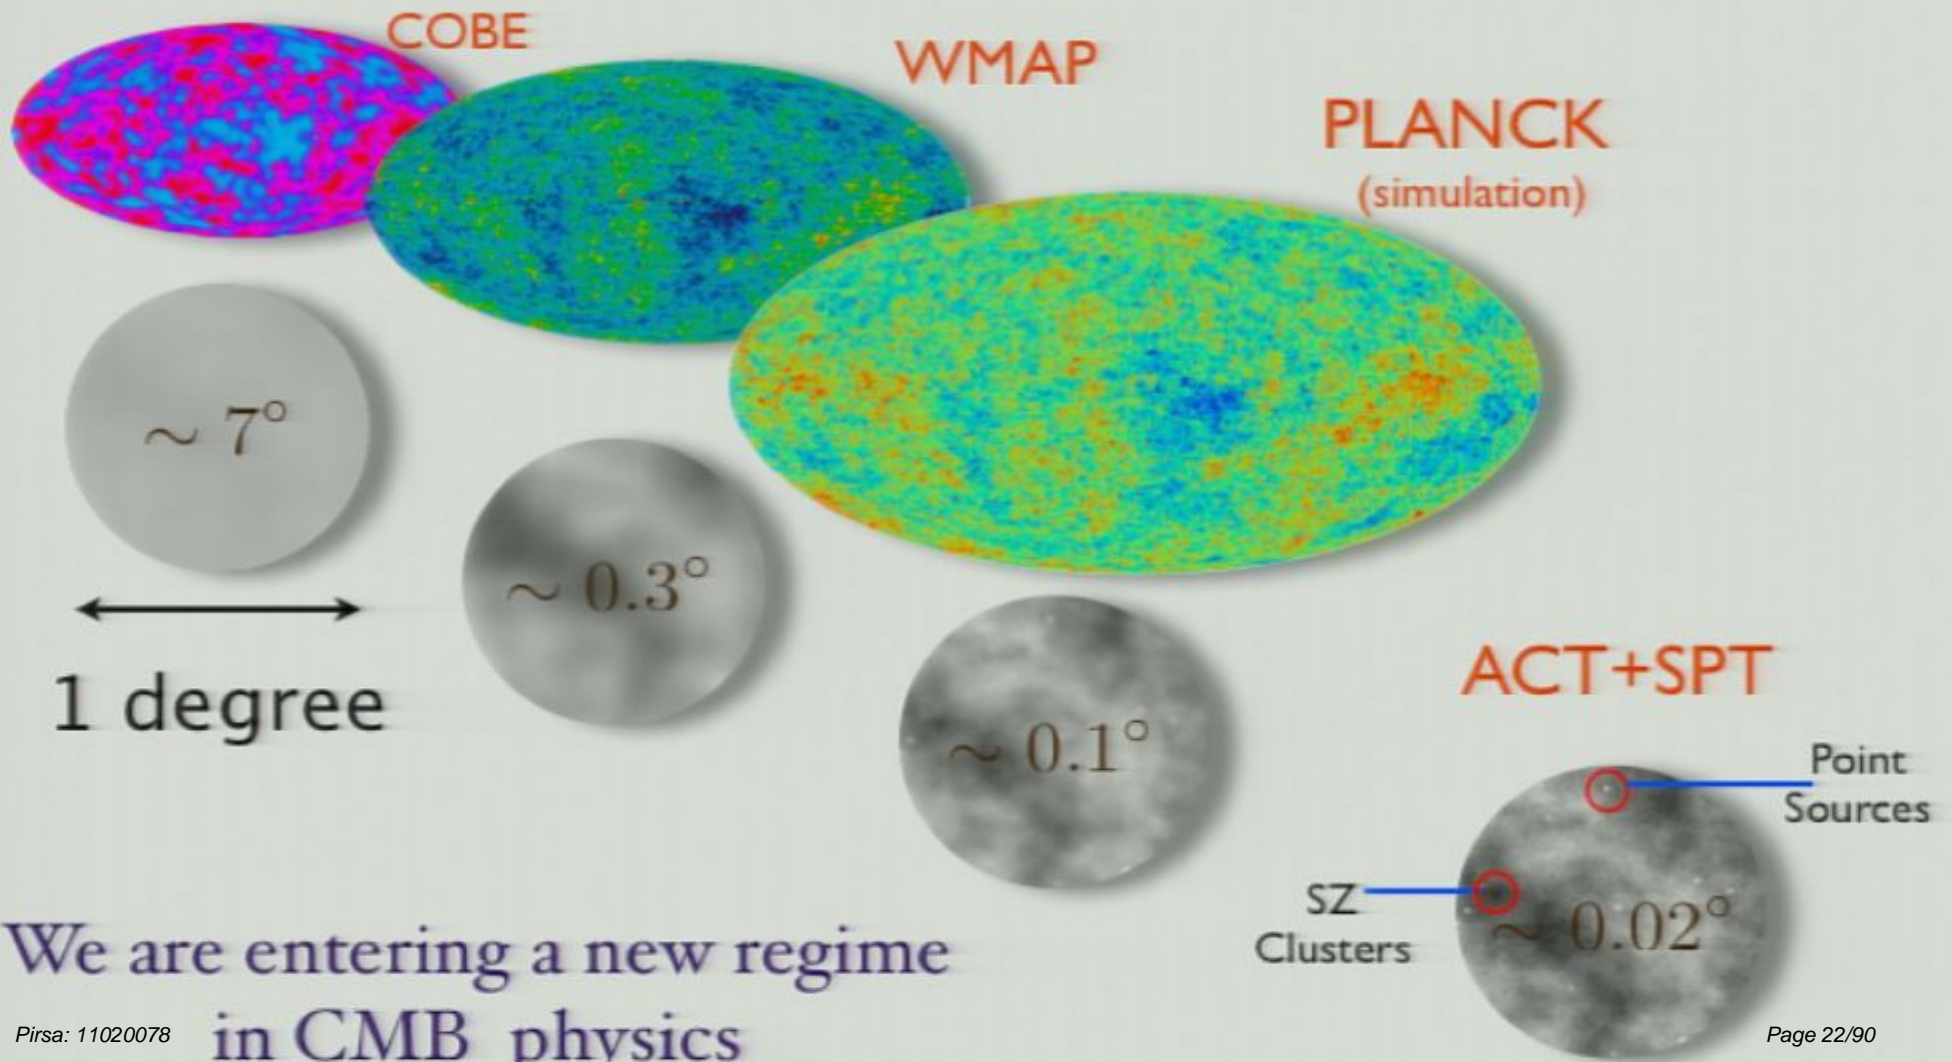 COBE
WMAP
PLANCK
(simulation)
~ 7°
~ 0.3°
1 degree
~ 0.1°
ACT+SPT
Point
Sources
SZ
Clusters
~ 0.02°
We are entering a new regime
in CMB physics
Pirsa: 11020078
Page 22/90